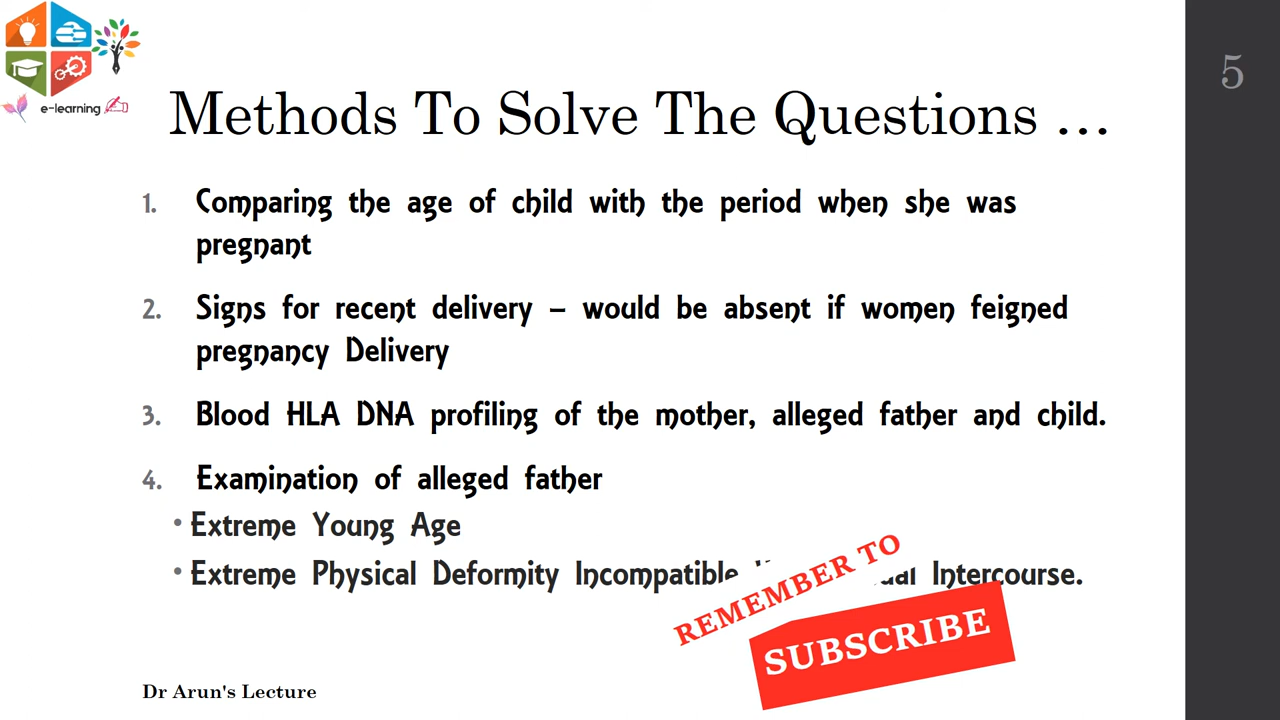 e-learning
5
Methods To Solve The Questions ...
1. Comparing the age of child with the period when she was
pregnant
2. Signs for recent delivery – would be absent if women feigned
pregnancy Delivery
3. Blood HLA DNA profiling of the mother, alleged father and child.
4. Examination of alleged father
• Extreme Young Age
• Extreme Physical Deformity Incompatible Intercourse.
REMEMBER TO
SUBSCRIBE
Dr Arun's Lecture